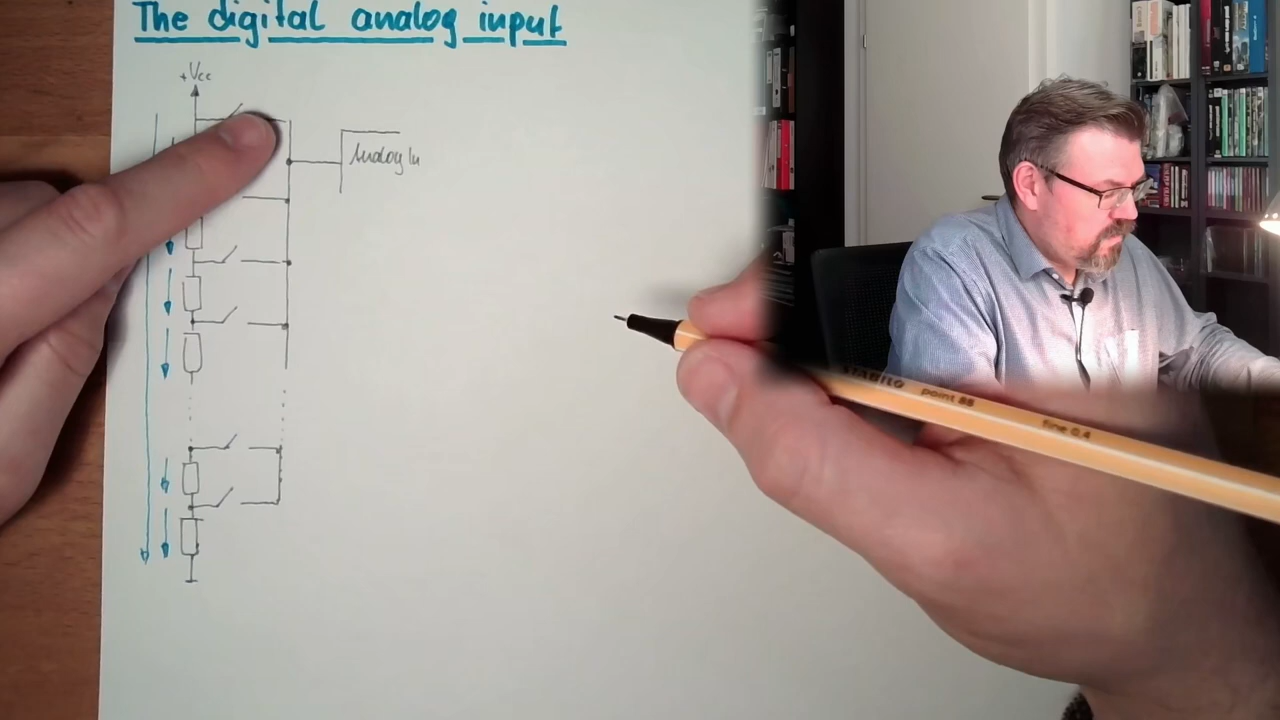 The digital analog input
+Vcc
Analog In
STABILO point 88 fine 0.4